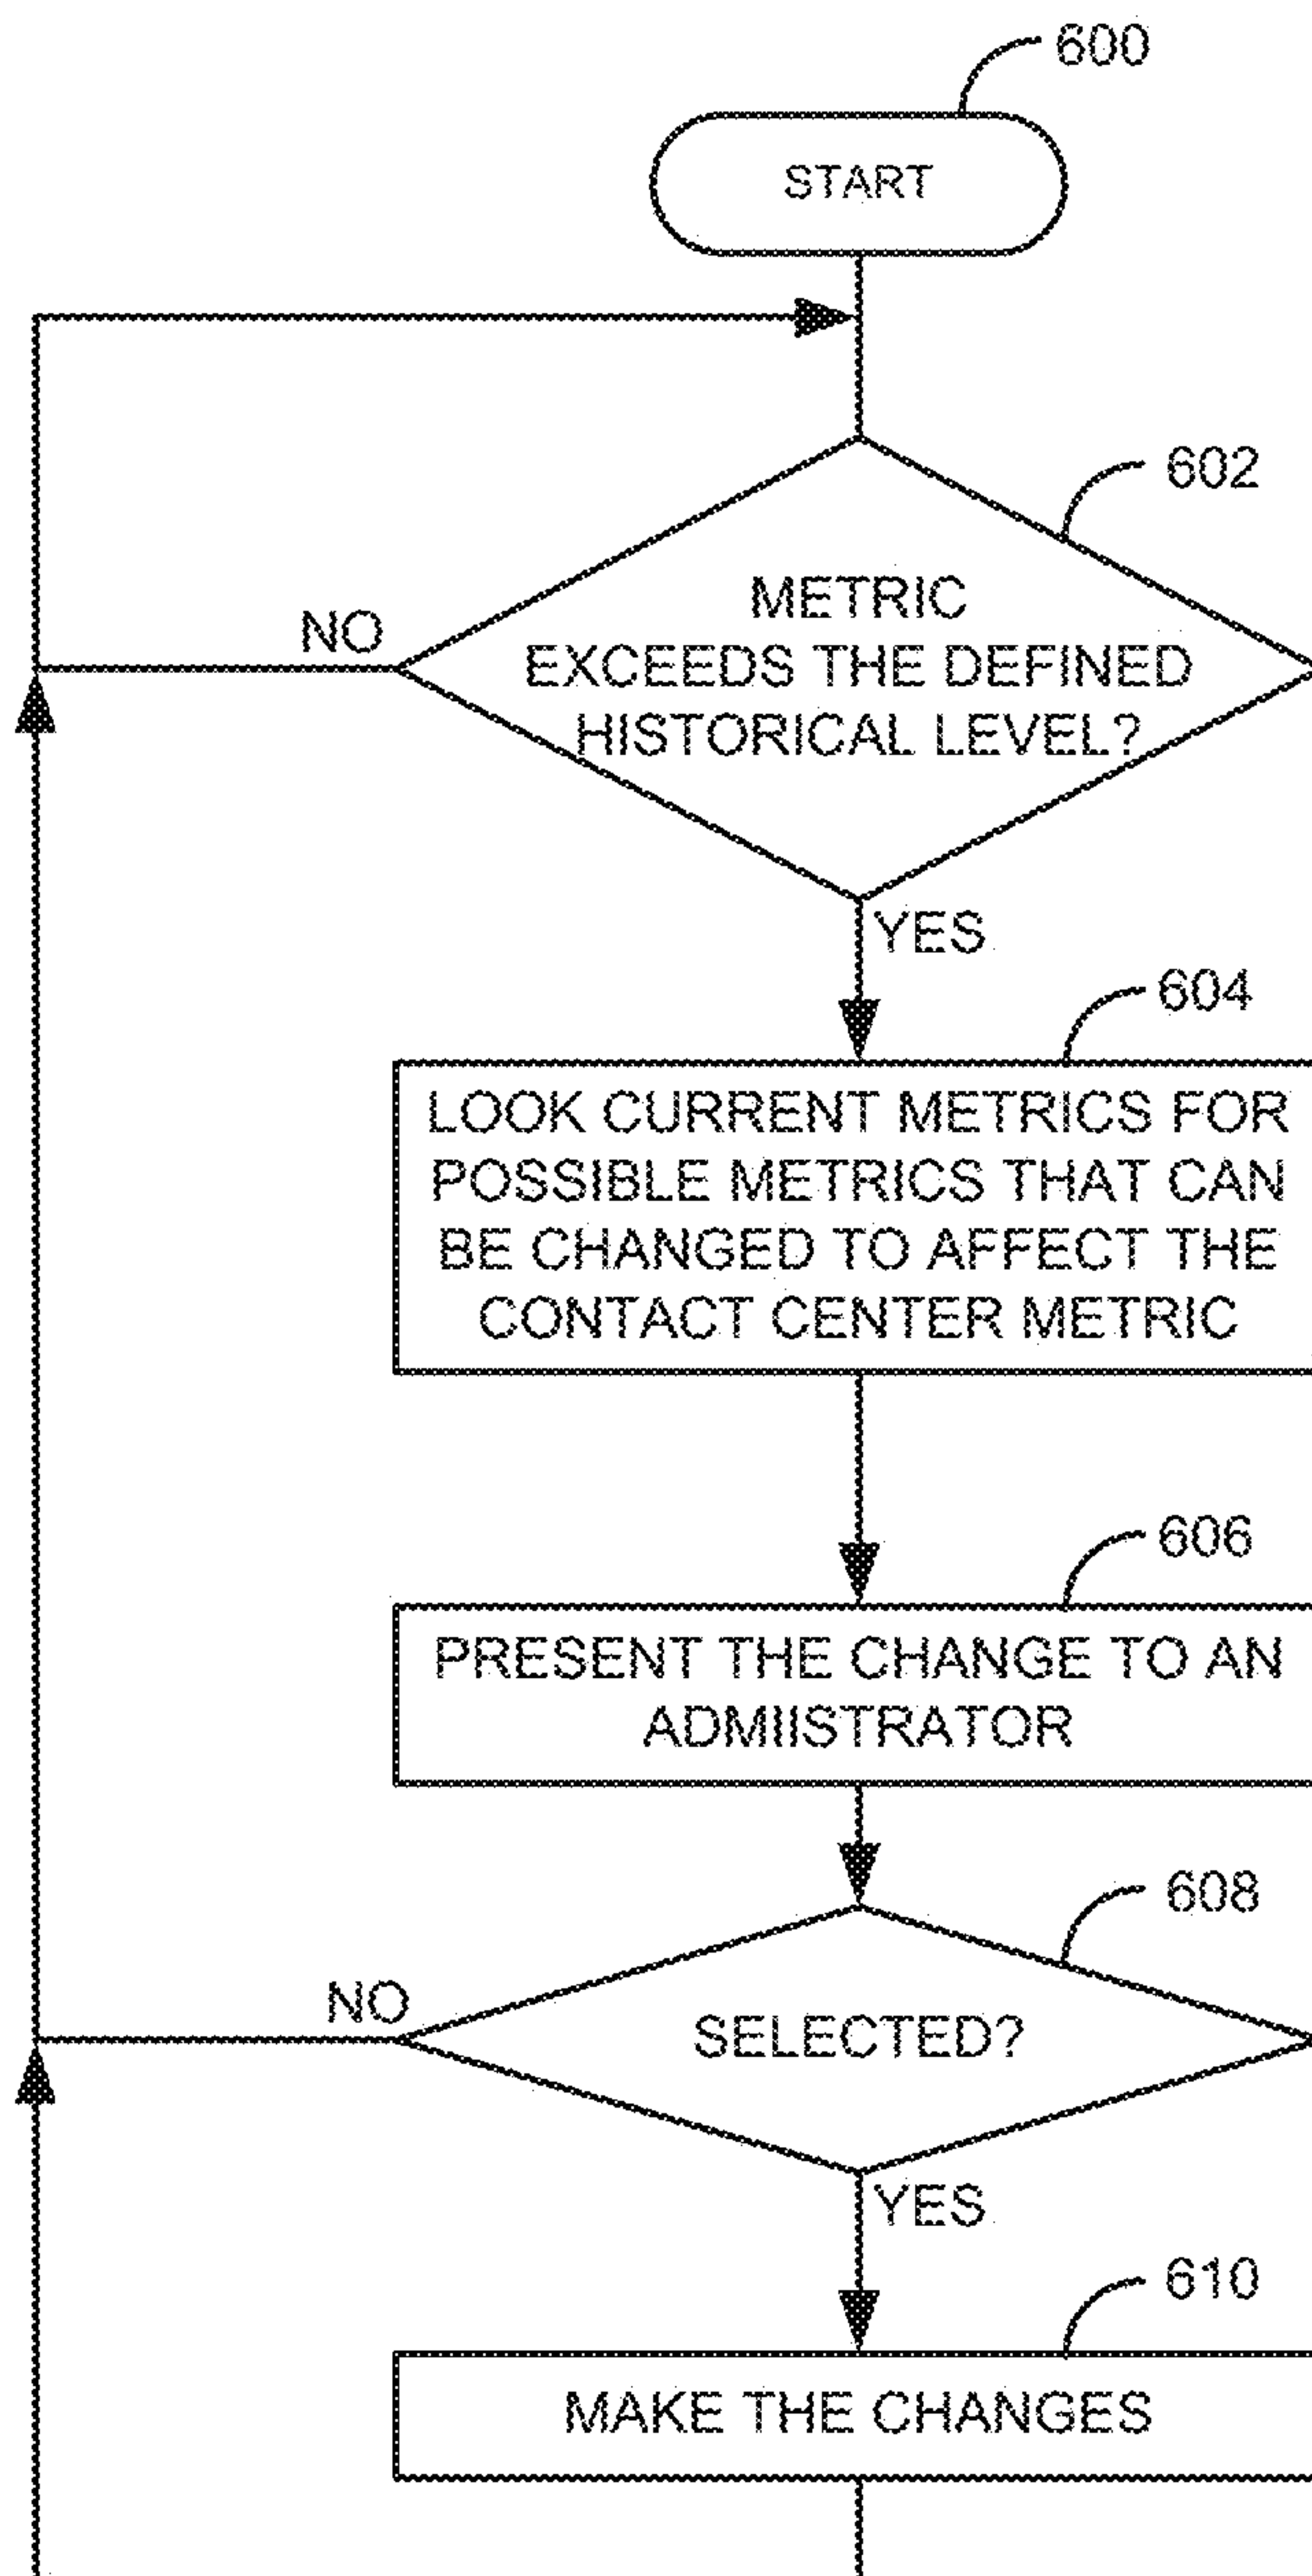 600
START
602
METRIC
EXCEEDS THE DEFINED
HISTORICAL LEVEL?
NO
YES
604
LOOK CURRENT METRICS FOR
POSSIBLE METRICS THAT CAN
BE CHANGED TO AFFECT THE
CONTACT CENTER METRIC
606
PRESENT THE CHANGE TO AN
ADMIISTRATOR
608
NO
SELECTED?
YES
610
MAKE THE CHANGES